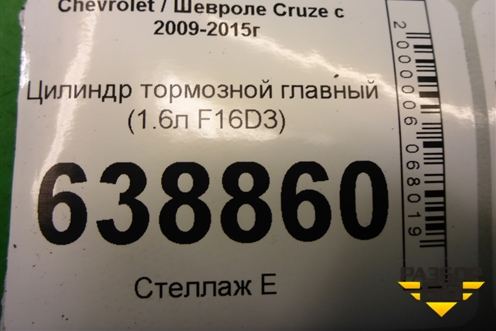 Chevrolet / Шевроле Cruze с
2009-2015г
Цилиндр тормозной главный
(1.6л F16D3)
638860
Стеллаж Е
2000006068019